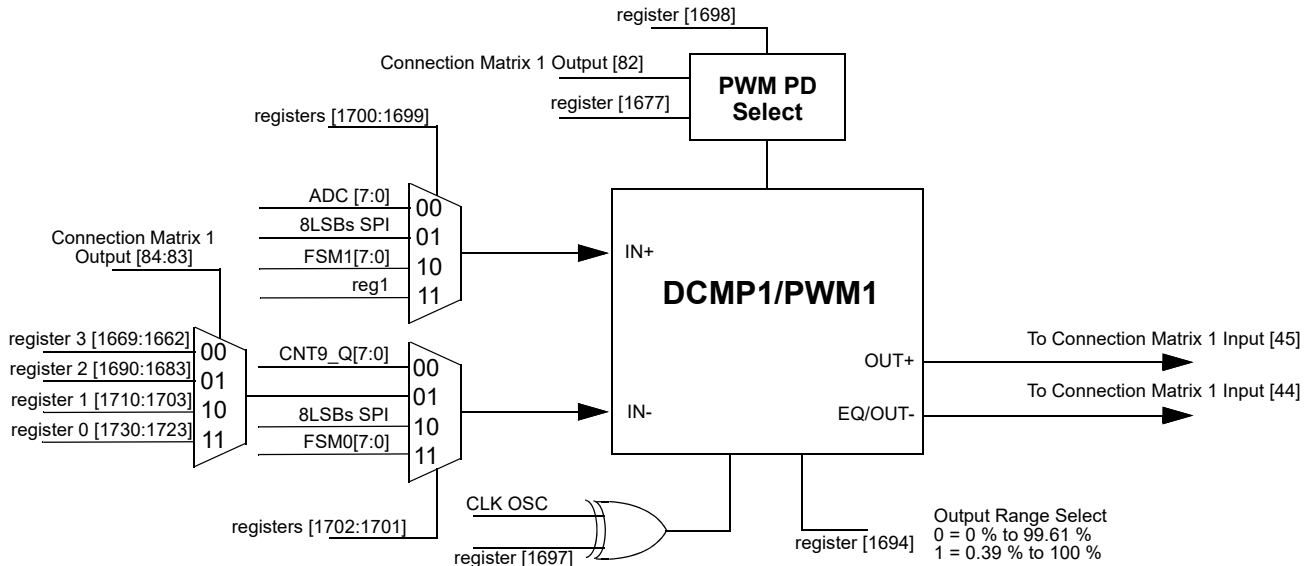 register [1698]
Connection Matrix 1 Output [82]
register [1677]
PWM PD
Select
registers [1700:1699]
ADC [7:0]
8LSBs SPI
FSM1[7:0]
reg1
00
01
10
11
Connection Matrix 1
Output [84:83]
register 3 [1669:1662]
register 2 [1690:1683]
register 1 [1710:1703]
register 0 [1730:1723]
00
01
10
11
CNT9_Q[7:0]
8LSBs SPI
FSM0[7:0]
00
01
10
11
registers [1702:1701]
IN+
DCMP1/PWM1
IN-
OUT+
EQ/OUT-
To Connection Matrix 1 Input [45]
To Connection Matrix 1 Input [44]
CLK OSC
register [1697]
register [1694]
Output Range Select
0 = 0 % to 99.61 %
1 = 0.39 % to 100 %